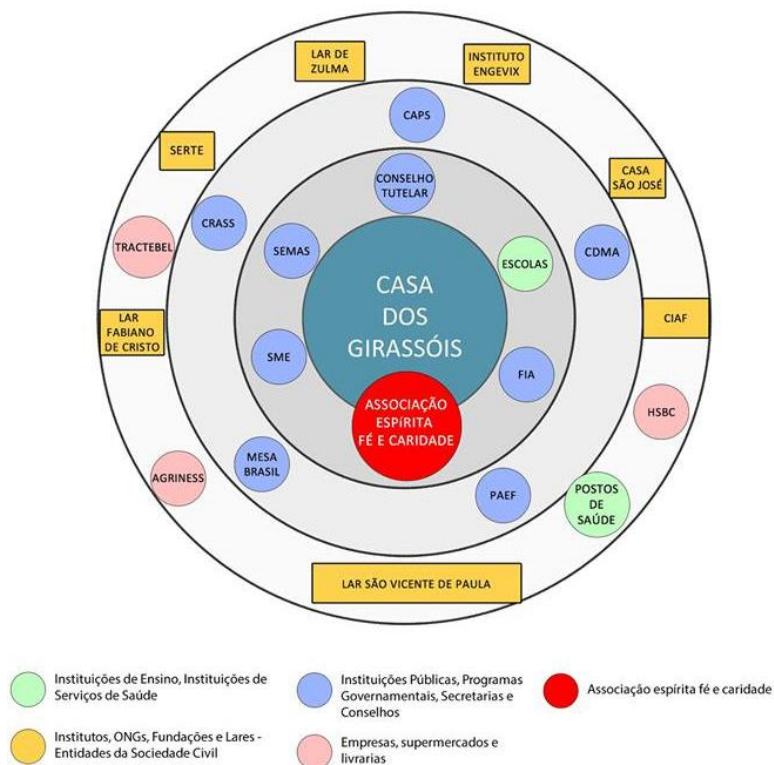 LAR DE
ZULMA
INSTITUTO
ENGEVIX
CAPS
SERTE
CONSELHO
TUTELAR
CASA
SÃO JOSÉ
CRASS
TRACTEBEL
SEMAS
ESCOLAS
CDMA
CASA
DOS
GIRASSÓIS
LAR
FABIANO
DE CRISTO
CIAF
SME
FIA
ASSOCIAÇÃO
ESPÍRITA
FÉ E CARIDADE
HSBC
MESA
BRASIL
AGRINESS
PAEF
POSTOS
DE
SAÚDE
LAR SÃO VICENTE DE PAULA
Instituições de Ensino, Instituições de
Serviços de Saúde
Instituições Públicas, Programas
Governamentais, Secretarias e
Conselhos
Associação espírita fé e caridade
Institutos, ONGs, Fundações e Lares -
Entidades da Sociedade Civil
Empresas, supermercados e
livrarias